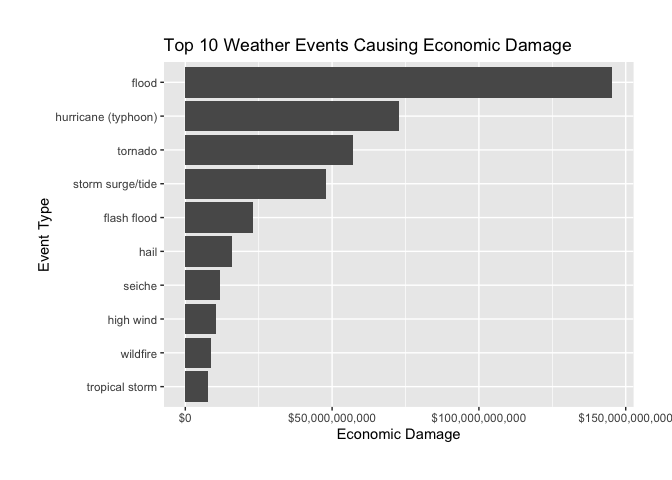 Top 10 Weather Events Causing Economic Damage
flood
hurricane (typhoon)
tornado
storm surge/tide
flash flood
hail
seiche
high wind
wildfire
tropical storm
Event Type
$0 $50,000,000,000 $100,000,000,000 $150,000,000,000
Economic Damage